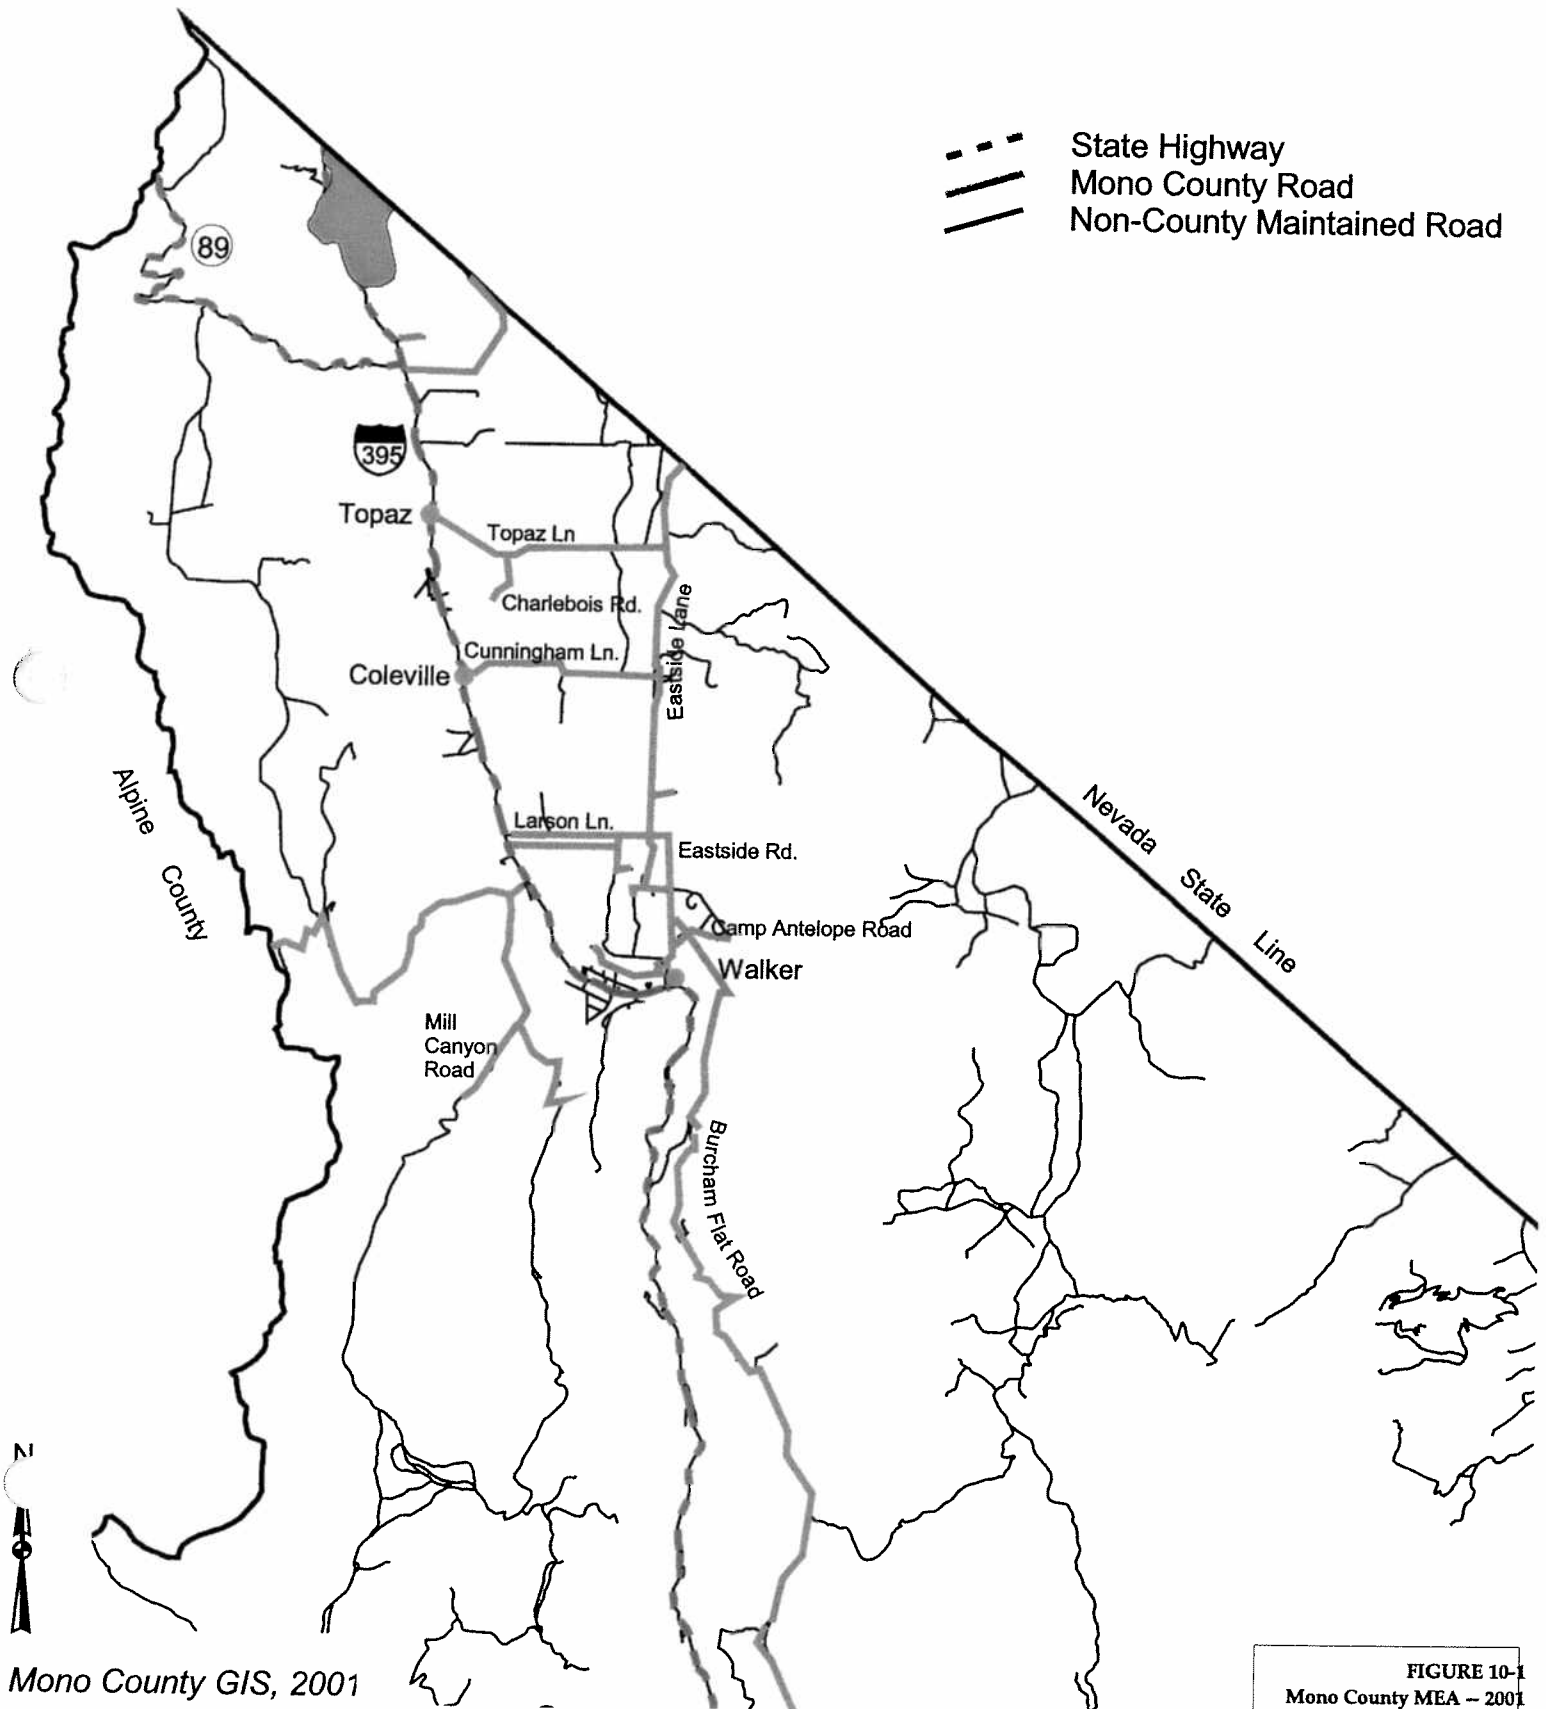 State Highway
Mono County Road
Non-County Maintained Road
89
395
Topaz
Topaz Ln
Charlebois Rd.
Eastside Lane
Cunningham Ln.
Coleville
Alpine
County
Nevada
State
Line
Larson Ln.
Eastside Rd.
Camp Antelope Road
Walker
Mill
Canyon
Road
Burcham Flat Road
N
Mono County GIS, 2001
FIGURE 10-1
Mono County MEA – 2001